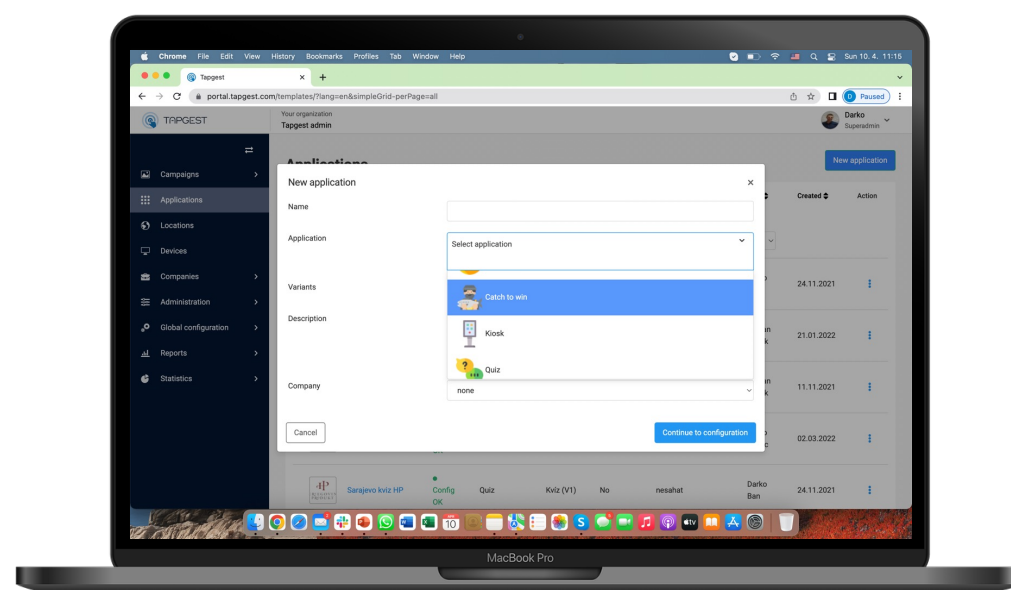 Chrome File Edit View History Bookmarks Profiles Tab Window Help
Sun 10. 4. 11:15
Tapgest
portal.tapgest.com/templates/?lang=en&simpleGrid-perPage=all
D Paused
TAPGEST
Your organization
Tapgest admin
Darko
Superadmin
Campaigns
Applications
Locations
Devices
Companies
Administration
Global configuration
Reports
Statistics
Applications
New application
Created
Action
New application
Name
Application
Select application
Catch to win
Kiosk
Quiz
Variants
Description
Company
none
Cancel
Continue to configuration
24.11.2021
21.01.2022
11.11.2021
02.03.2022
Sarajevo kviz HP
Config
OK
Quiz
Kviz (V1)
No
nesahat
Darko
Ban
24.11.2021
MacBook Pro